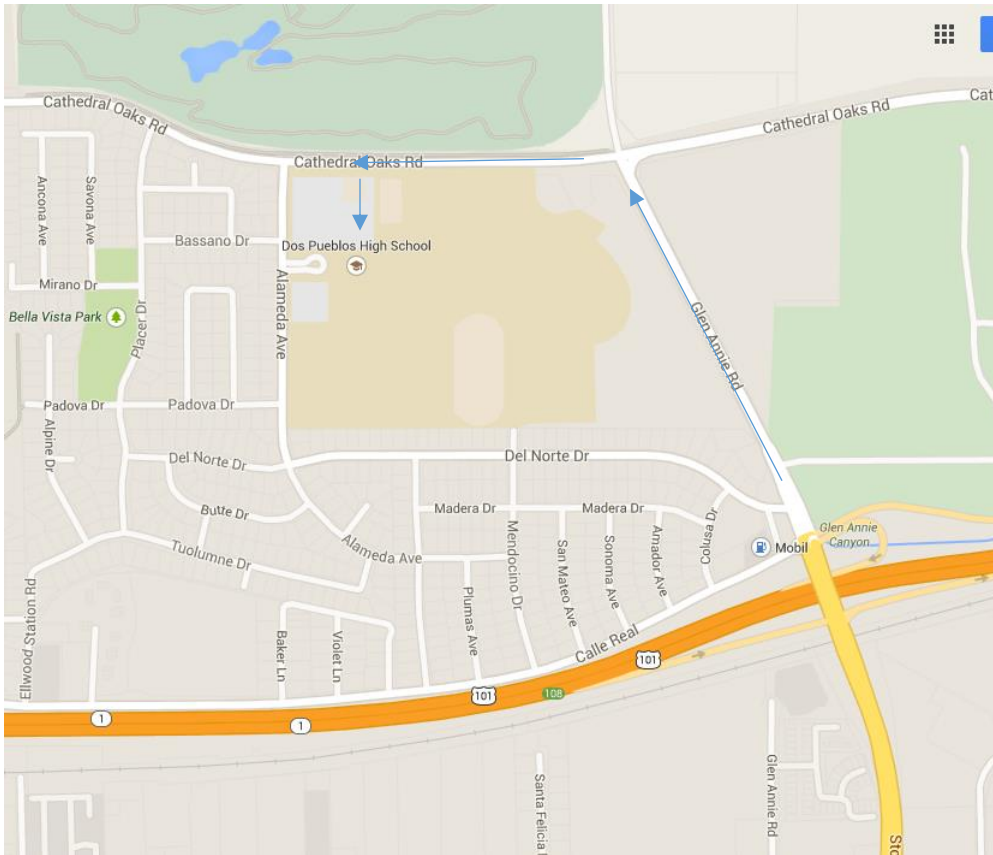 Cathedral Oaks Rd
Cathedral Oaks Rd
Cathedral Oaks Rd
Cat
Ancona Ave
Savona Ave
Bassano Dr
Dos Pueblos High School
Mirano Dr
Bella Vista Park
Placer Dr
Alameda Ave
Glen Annie Rd
Padova Dr
Padova Dr
Alpine Dr
Del Norte Dr
Del Norte Dr
Butte Dr
Madera Dr
Madera Dr
Colusa Dr
Glen Annie
Canyon
Mobil
Tuolumne Dr
Alameda Ave
Mendocino Dr
San Mateo Ave
Sonoma Ave
Amador Ave
Plumas Ave
Ellwood Station Rd
Baker Ln
Violet Ln
Calle Real
101
101
108
1
1
Glen Annie Rd
Santa Felicia
Sto